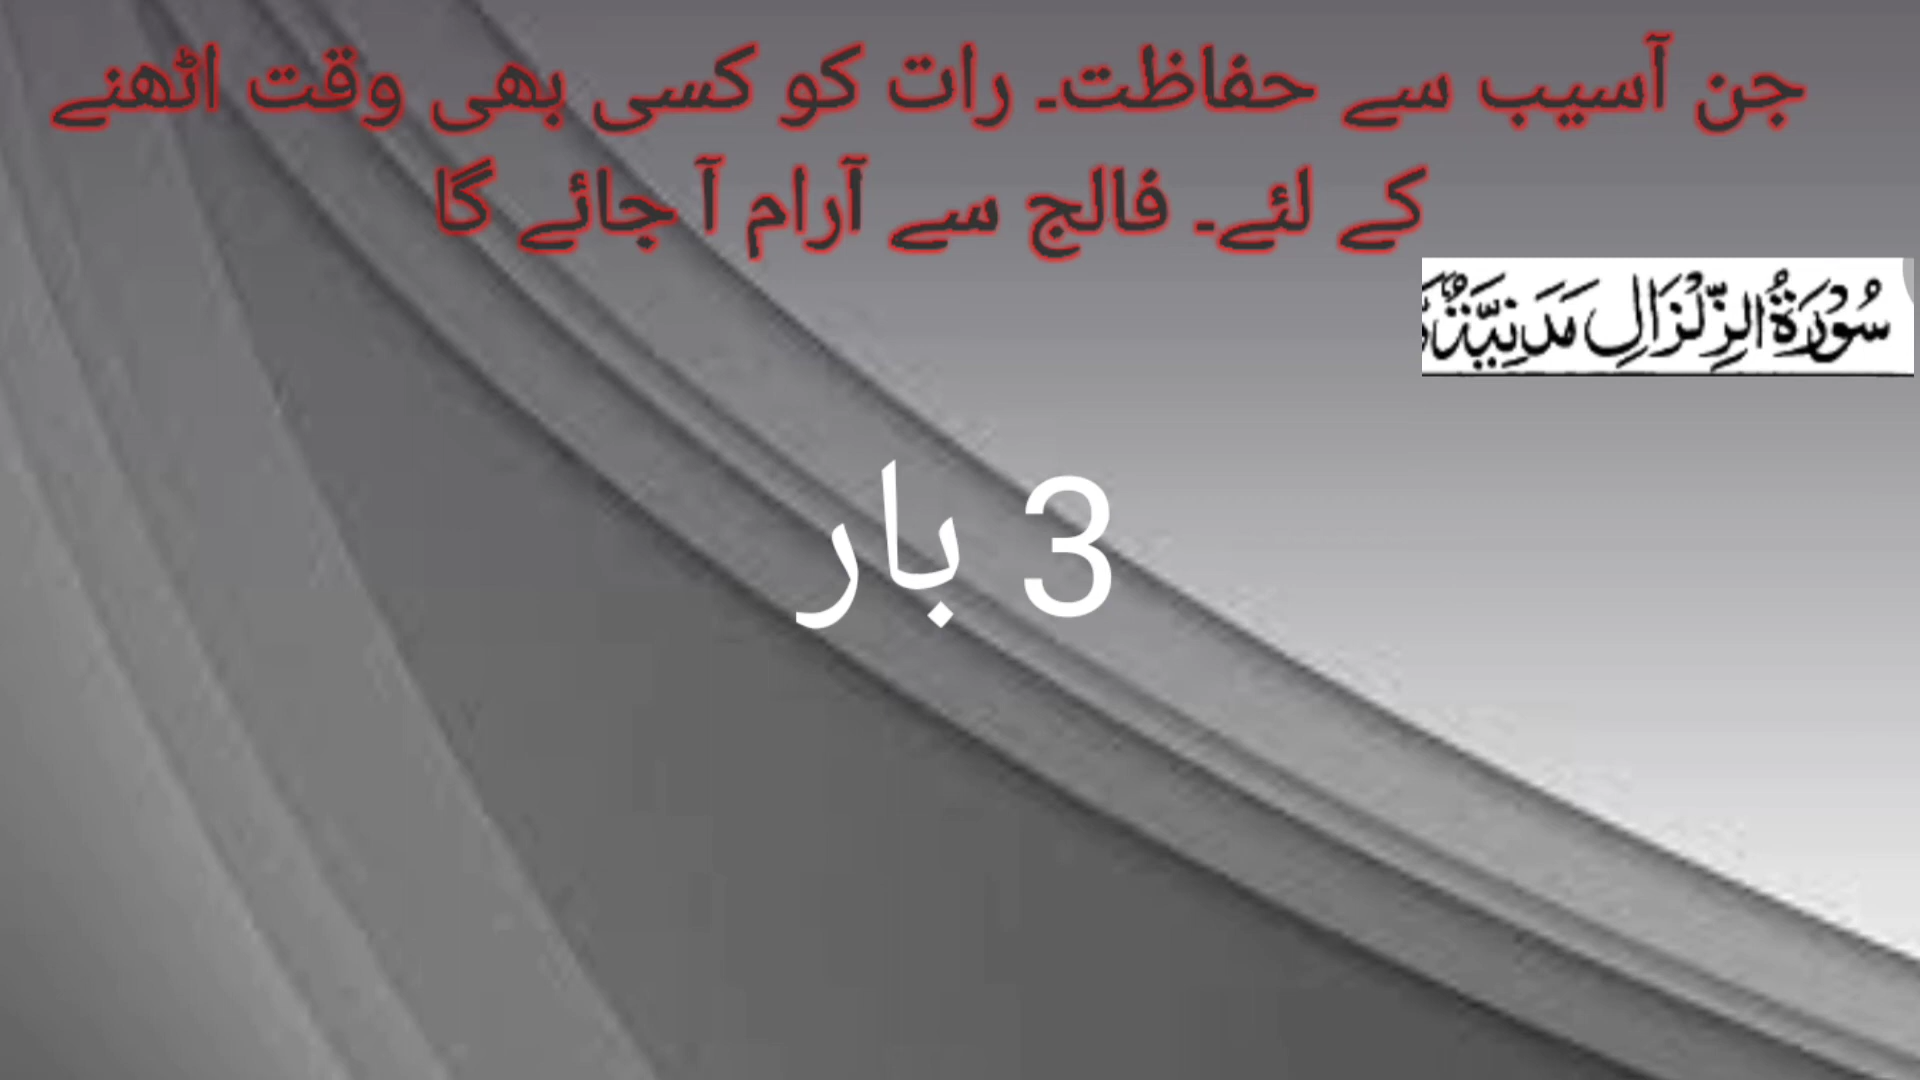 جن آسیب سے حفاظت۔ رات کو کسی بھی وقت اٹھنے
کے لئے۔ فالج سے آرام آ جائے گا
سُوْرَةُ الزِّلْزَالِ مَدَنِيَّةٌ
3 بار